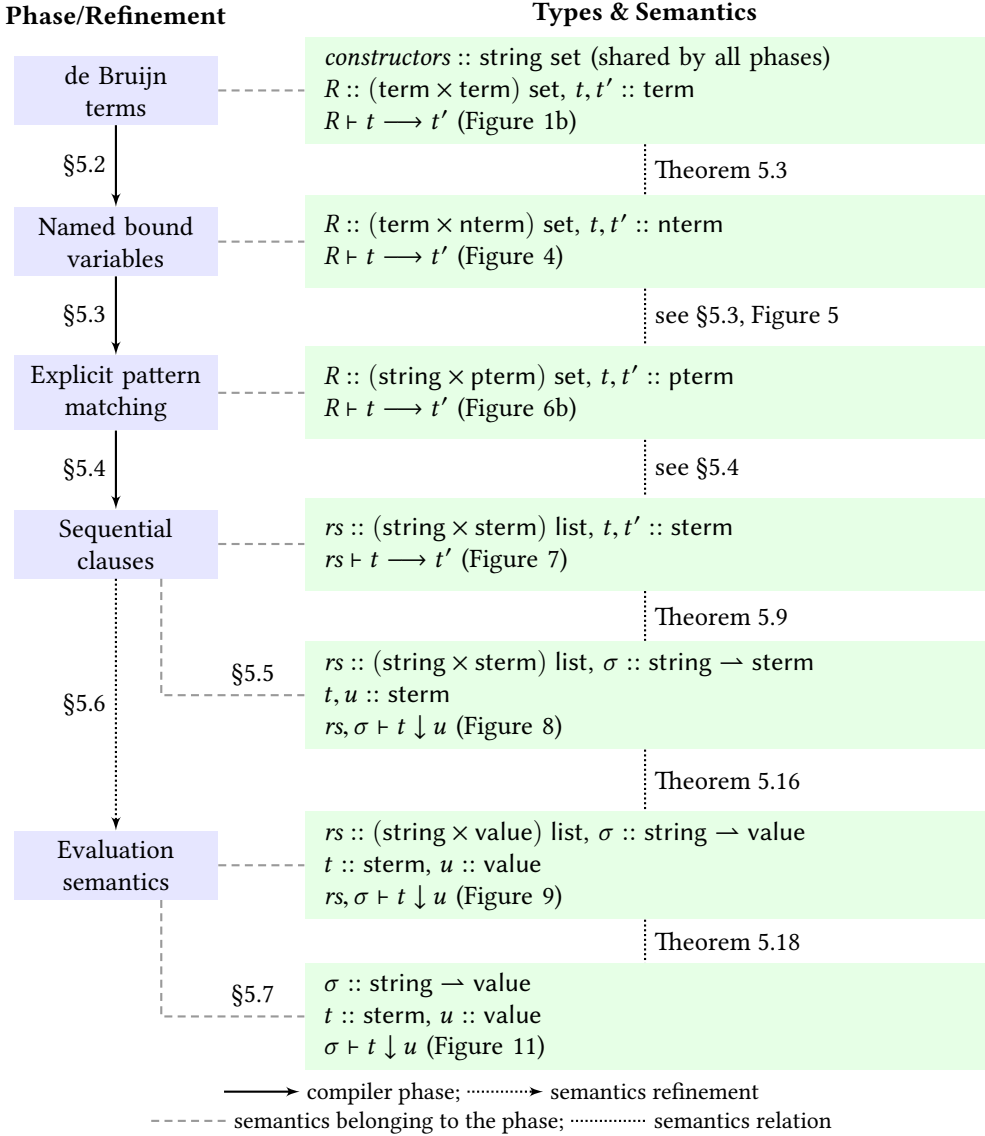 Phase/Refinement
Types & Semantics
de Bruijn
terms
constructors :: string set (shared by all phases)
R :: (term × term) set, t, t′ :: term
R ⊢ t ⟶ t′ (Figure 1b)
§5.2
Theorem 5.3
Named bound
variables
R :: (term × nterm) set, t, t′ :: nterm
R ⊢ t ⟶ t′ (Figure 4)
§5.3
see §5.3, Figure 5
Explicit pattern
matching
R :: (string × pterm) set, t, t′ :: pterm
R ⊢ t ⟶ t′ (Figure 6b)
§5.4
see §5.4
Sequential
clauses
rs :: (string × sterm) list, t, t′ :: sterm
rs ⊢ t ⟶ t′ (Figure 7)
Theorem 5.9
§5.5
§5.6
rs :: (string × sterm) list, σ :: string ⇀ sterm
t, u :: sterm
rs, σ ⊢ t ↓ u (Figure 8)
Theorem 5.16
Evaluation
semantics
rs :: (string × value) list, σ :: string ⇀ value
t :: sterm, u :: value
rs, σ ⊢ t ↓ u (Figure 9)
Theorem 5.18
§5.7
σ :: string ⇀ value
t :: sterm, u :: value
σ ⊢ t ↓ u (Figure 11)
compiler phase; semantics refinement
semantics belonging to the phase; semantics relation